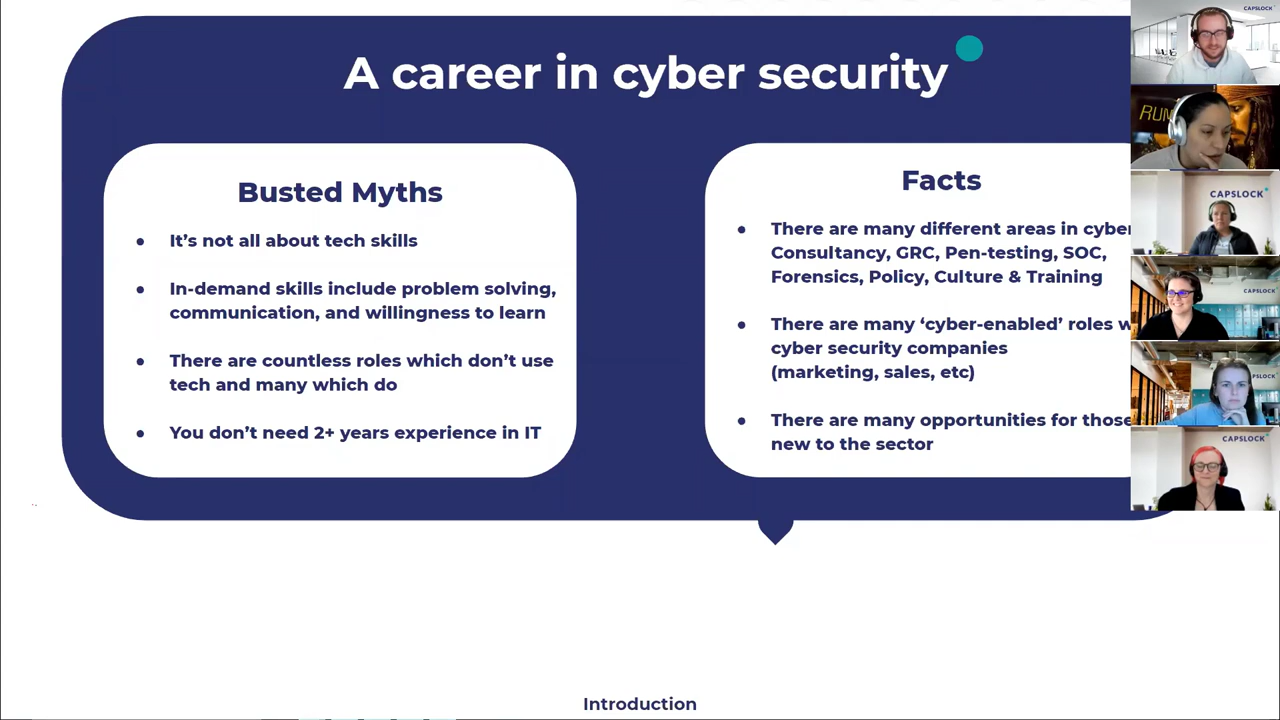 A career in cyber security
Busted Myths
• It’s not all about tech skills
• In-demand skills include problem solving,
communication, and willingness to learn
• There are countless roles which don’t use
tech and many which do
• You don’t need 2+ years experience in IT
Facts
• There are many different areas in cyber
Consultancy, GRC, Pen-testing, SOC,
Forensics, Policy, Culture & Training
• There are many ‘cyber-enabled’ roles w
cyber security companies
(marketing, sales, etc)
• There are many opportunities for those
new to the sector
Introduction
CAPSLOCK
RUN
CAPSLOCK
CAPSLOCK
CAPSLOCK